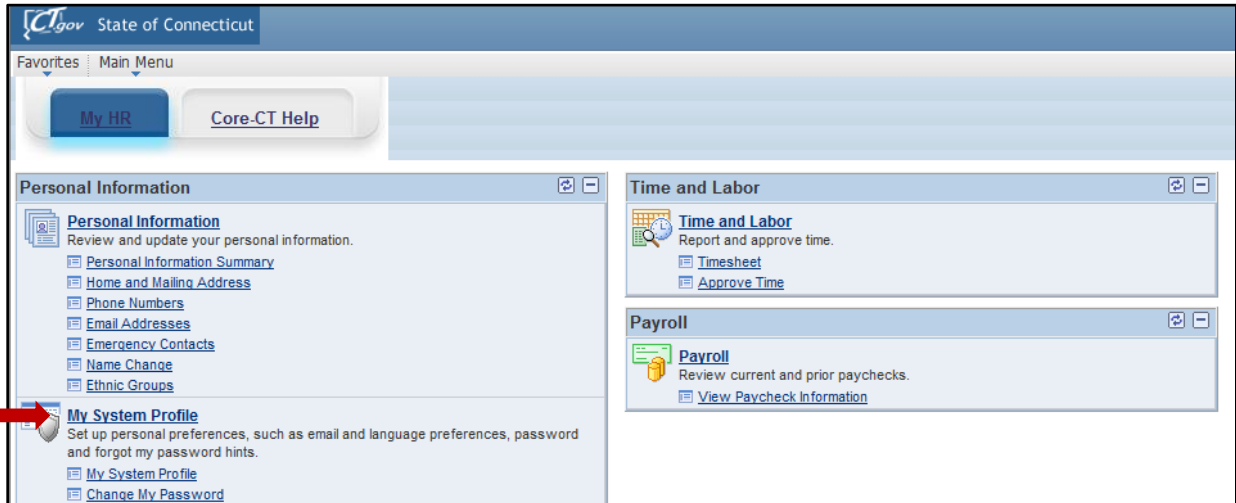 CTgov State of Connecticut
Favorites Main Menu
My HR Core-CT Help
Personal Information
Personal Information
Review and update your personal information.
Personal Information Summary
Home and Mailing Address
Phone Numbers
Email Addresses
Emergency Contacts
Name Change
Ethnic Groups
My System Profile
Set up personal preferences, such as email and language preferences, password
and forgot my password hints.
My System Profile
Change My Password
Time and Labor
Time and Labor
Report and approve time.
Timesheet
Approve Time
Payroll
Payroll
Review current and prior paychecks.
View Paycheck Information